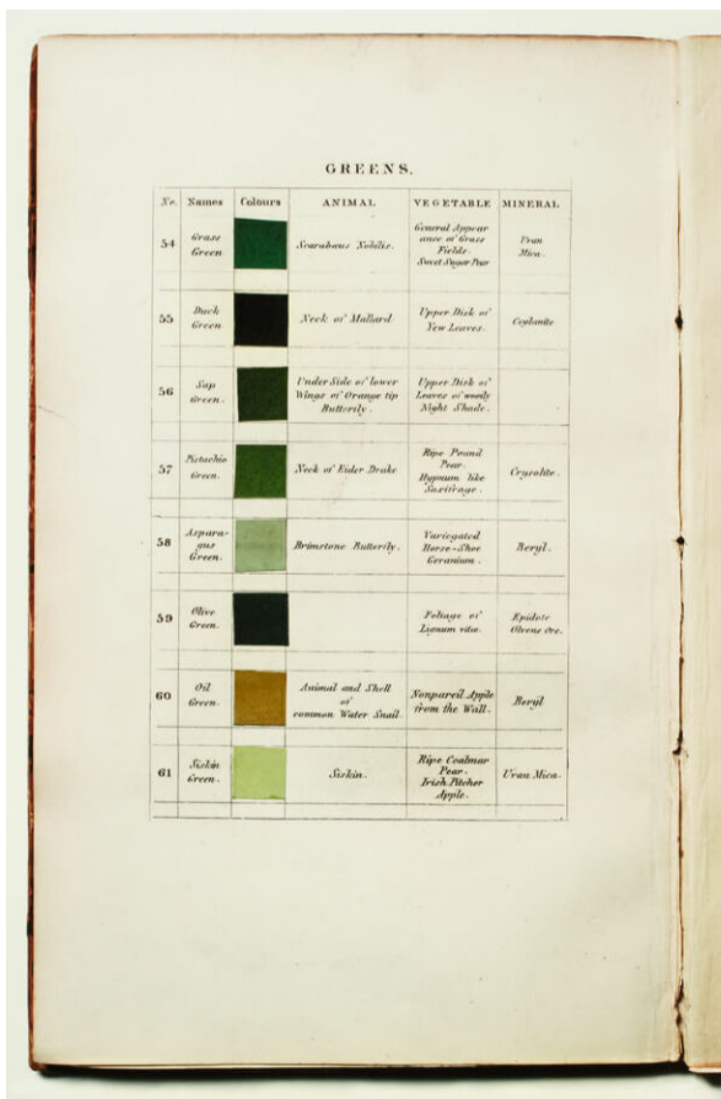 GREENS.
No. Names Colours ANIMAL VEGETABLE MINERAL
54
Grass
Green
Scarabæus Nobilis.
General Appear
ance of Grass
Fields.
Sweet Sugar Pear
Uran
Mica.
55
Duck
Green
Neck of Mallard
Upper Disk of
Yew Leaves.
Ceylanite
56
Sap
Green.
Under Side of lower
Wings of Orange tip
Butterfly.
Upper Disk of
Leaves of woody
Night Shade.
57
Pistachio
Green.
Neck of Eider Drake
Ripe Pound
Pear.
Hypnum like
Saxifrage.
Crysolite.
58
Aspara-
gus
Green.
Brimstone Butterfly.
Variegated
Horse-Shoe
Geranium.
Beryl.
59
Olive
Green.
Foliage of
Lignum vitæ.
Epidote
Olvene Ore.
60
Oil
Green.
Animal and Shell
of
common Water Snail.
Nonpareil Apple
from the Wall.
Beryl
61
Siskin
Green.
Siskin.
Ripe Coalmar
Pear.
Irish Pitcher
Apple.
Uran Mica.